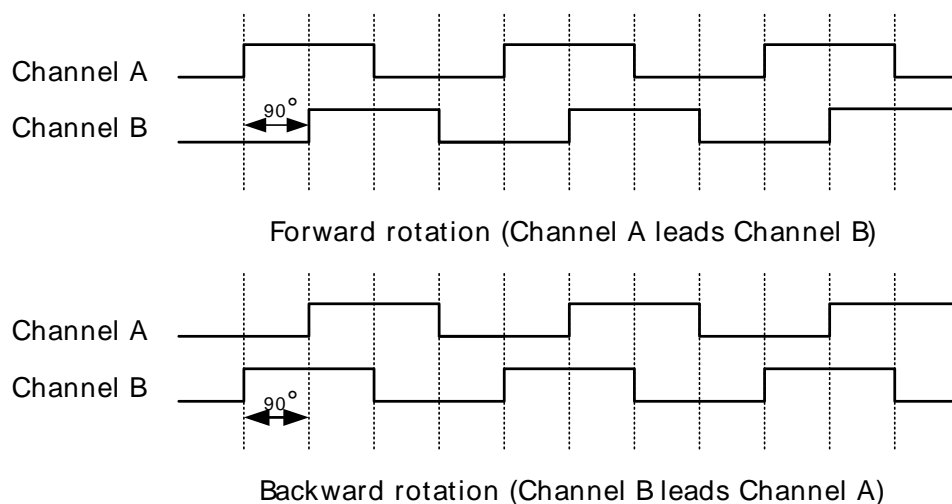 Channel A
90°
Channel B
Forward rotation (Channel A leads Channel B)
Channel A
Channel B
90°
Backward rotation (Channel B leads Channel A)